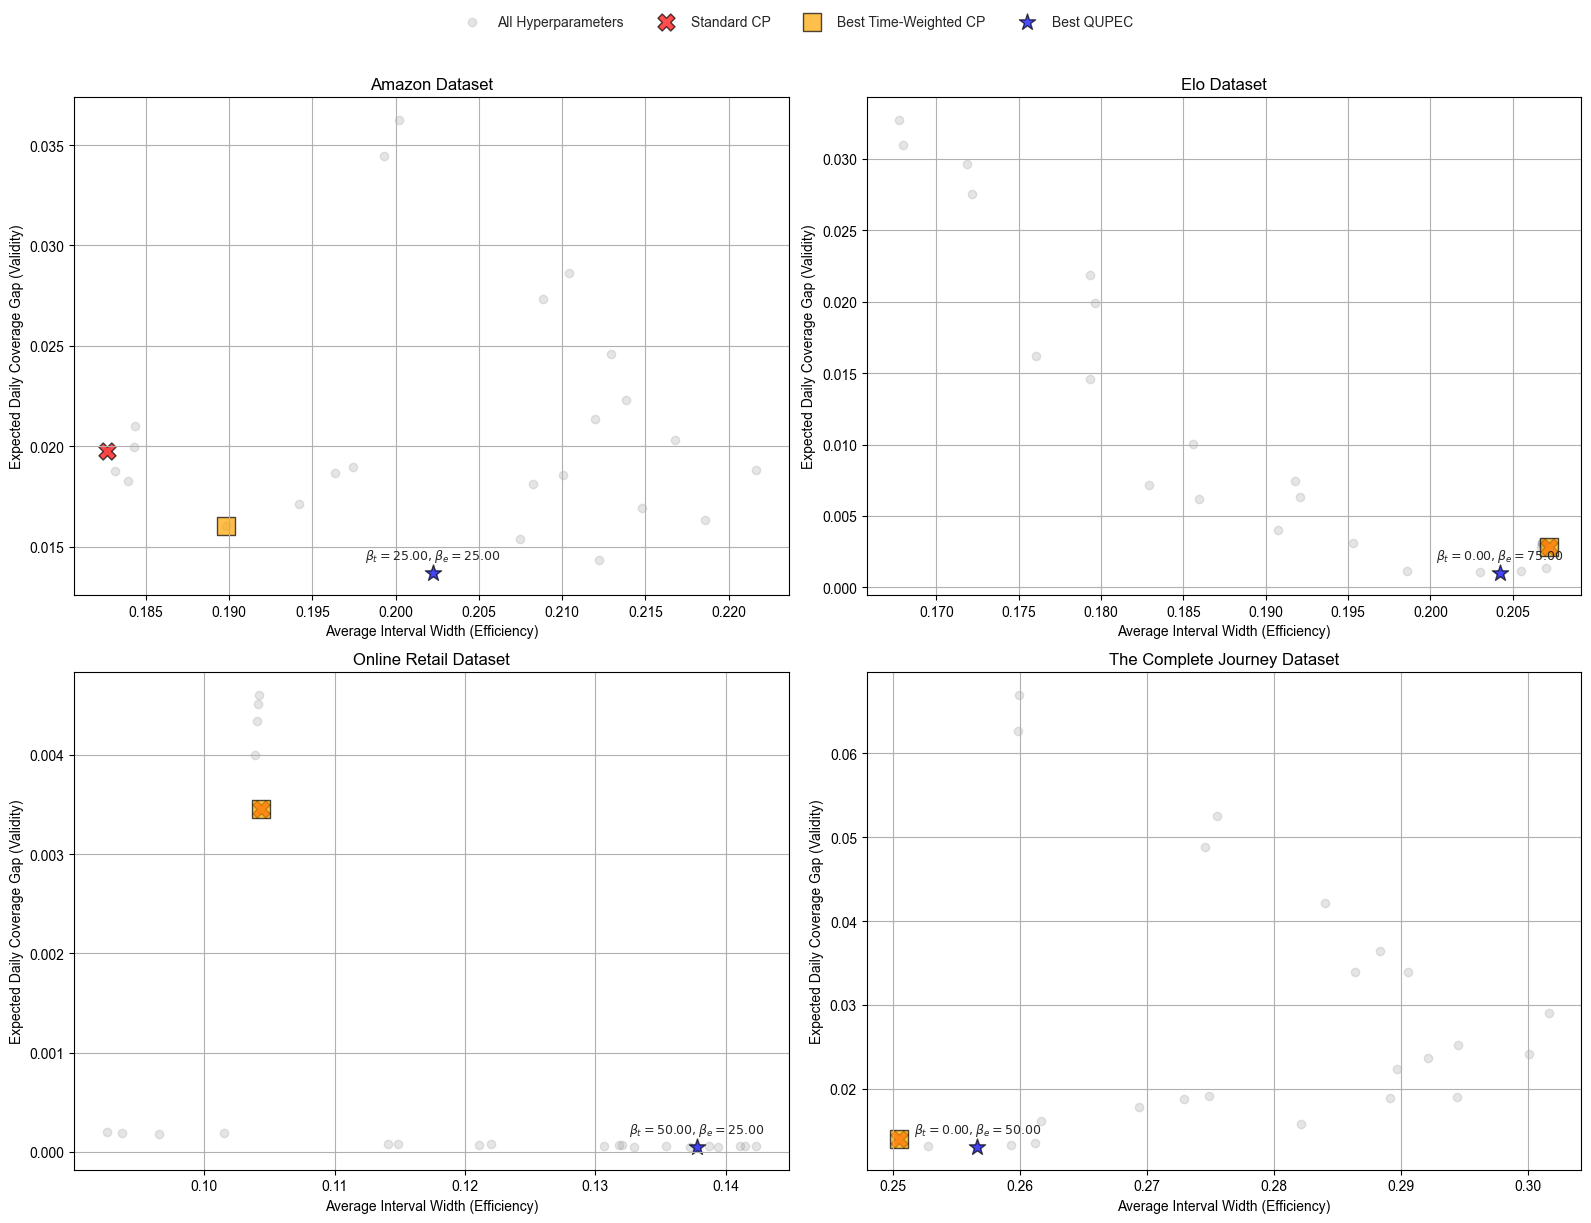 All Hyperparameters
Standard CP
Best Time-Weighted CP
Best QUPEC
Amazon Dataset
Expected Daily Coverage Gap (Validity)
0.035
0.030
0.025
0.020
0.015
βt = 25.00, βe = 25.00
0.185 0.190 0.195 0.200 0.205 0.210 0.215 0.220
Average Interval Width (Efficiency)
Elo Dataset
Expected Daily Coverage Gap (Validity)
0.030
0.025
0.020
0.015
0.010
0.005
0.000
βt = 0.00, βe = 75.00
0.170 0.175 0.180 0.185 0.190 0.195 0.200 0.205
Average Interval Width (Efficiency)
Online Retail Dataset
Expected Daily Coverage Gap (Validity)
0.004
0.003
0.002
0.001
0.000
βt = 50.00, βe = 25.00
0.10 0.11 0.12 0.13 0.14
Average Interval Width (Efficiency)
The Complete Journey Dataset
Expected Daily Coverage Gap (Validity)
0.06
0.05
0.04
0.03
0.02
βt = 0.00, βe = 50.00
0.25 0.26 0.27 0.28 0.29 0.30
Average Interval Width (Efficiency)